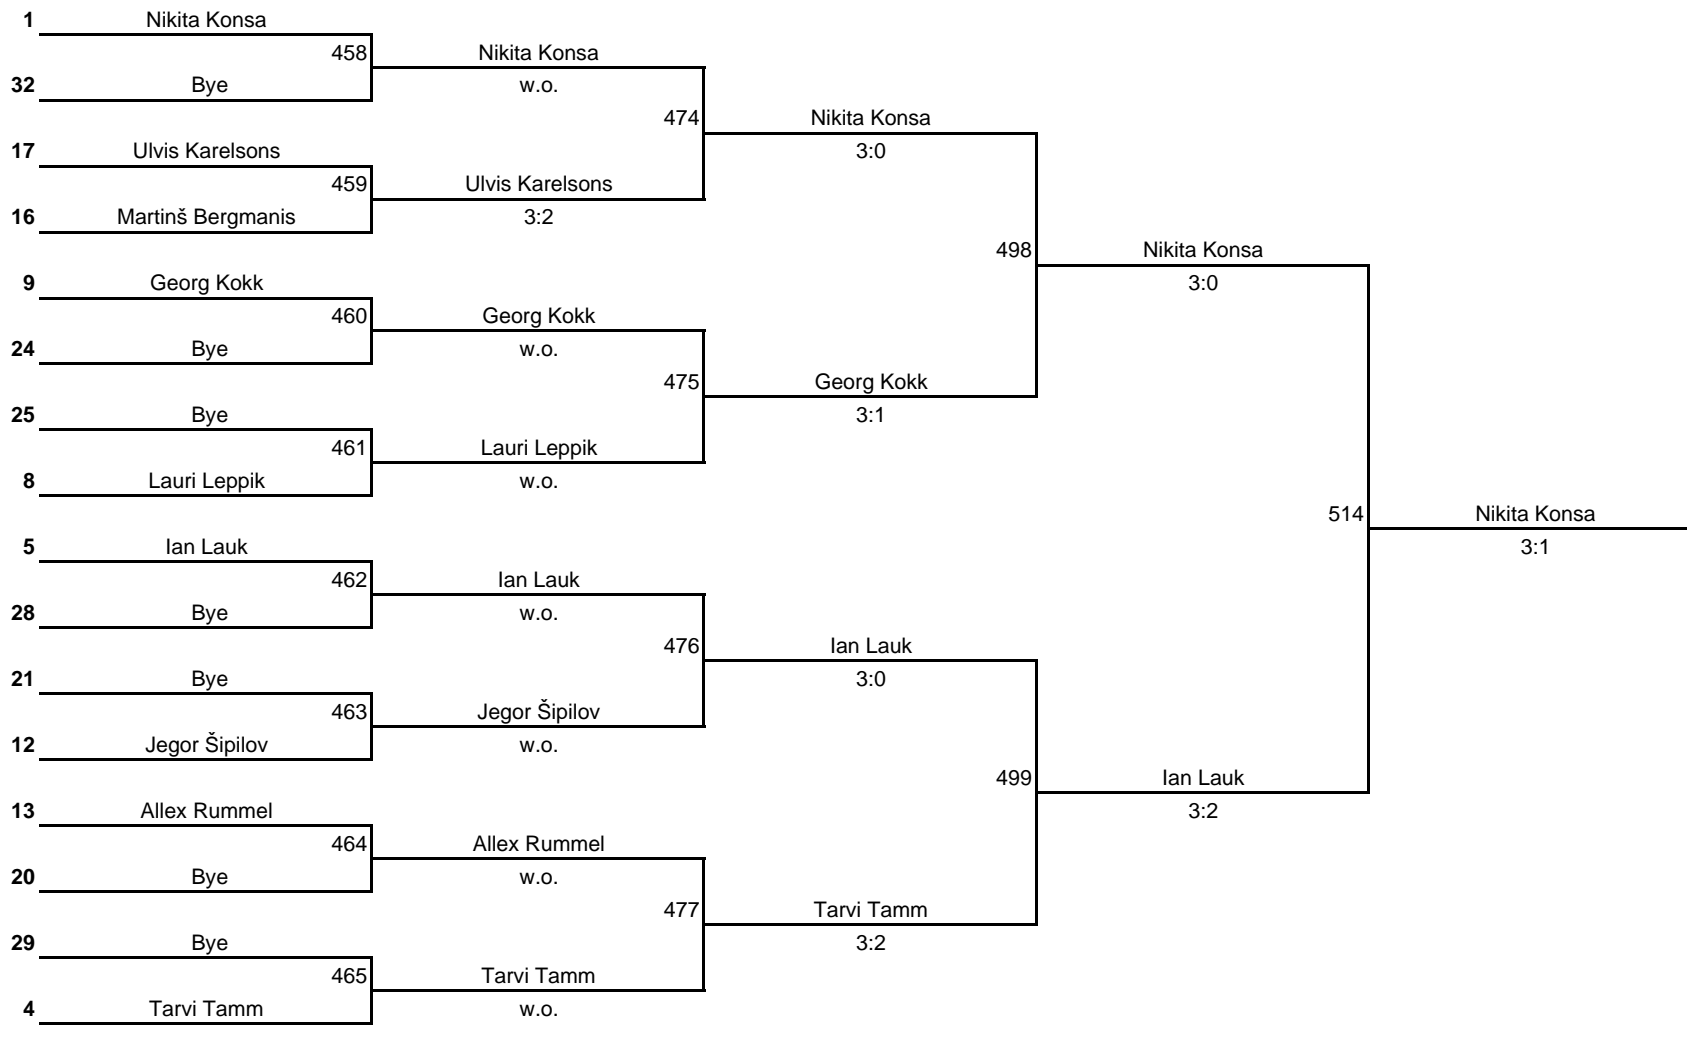 1 Nikita Konsa
458 Nikita Konsa
32 Bye w.o.
474 Nikita Konsa
17 Ulvis Karelsons 3:0
459 Ulvis Karelsons
16 Martinš Bergmanis 3:2
498 Nikita Konsa
9 Georg Kokk 3:0
460 Georg Kokk
24 Bye w.o.
475 Georg Kokk
25 Bye 3:1
461 Lauri Leppik
8 Lauri Leppik w.o.
514 Nikita Konsa
5 Ian Lauk 3:1
462 Ian Lauk
28 Bye w.o.
476 Ian Lauk
21 Bye 3:0
463 Jegor Šipilov
12 Jegor Šipilov w.o.
499 Ian Lauk
13 Allex Rummel 3:2
464 Allex Rummel
20 Bye w.o.
477 Tarvi Tamm
29 Bye 3:2
465 Tarvi Tamm
4 Tarvi Tamm w.o.